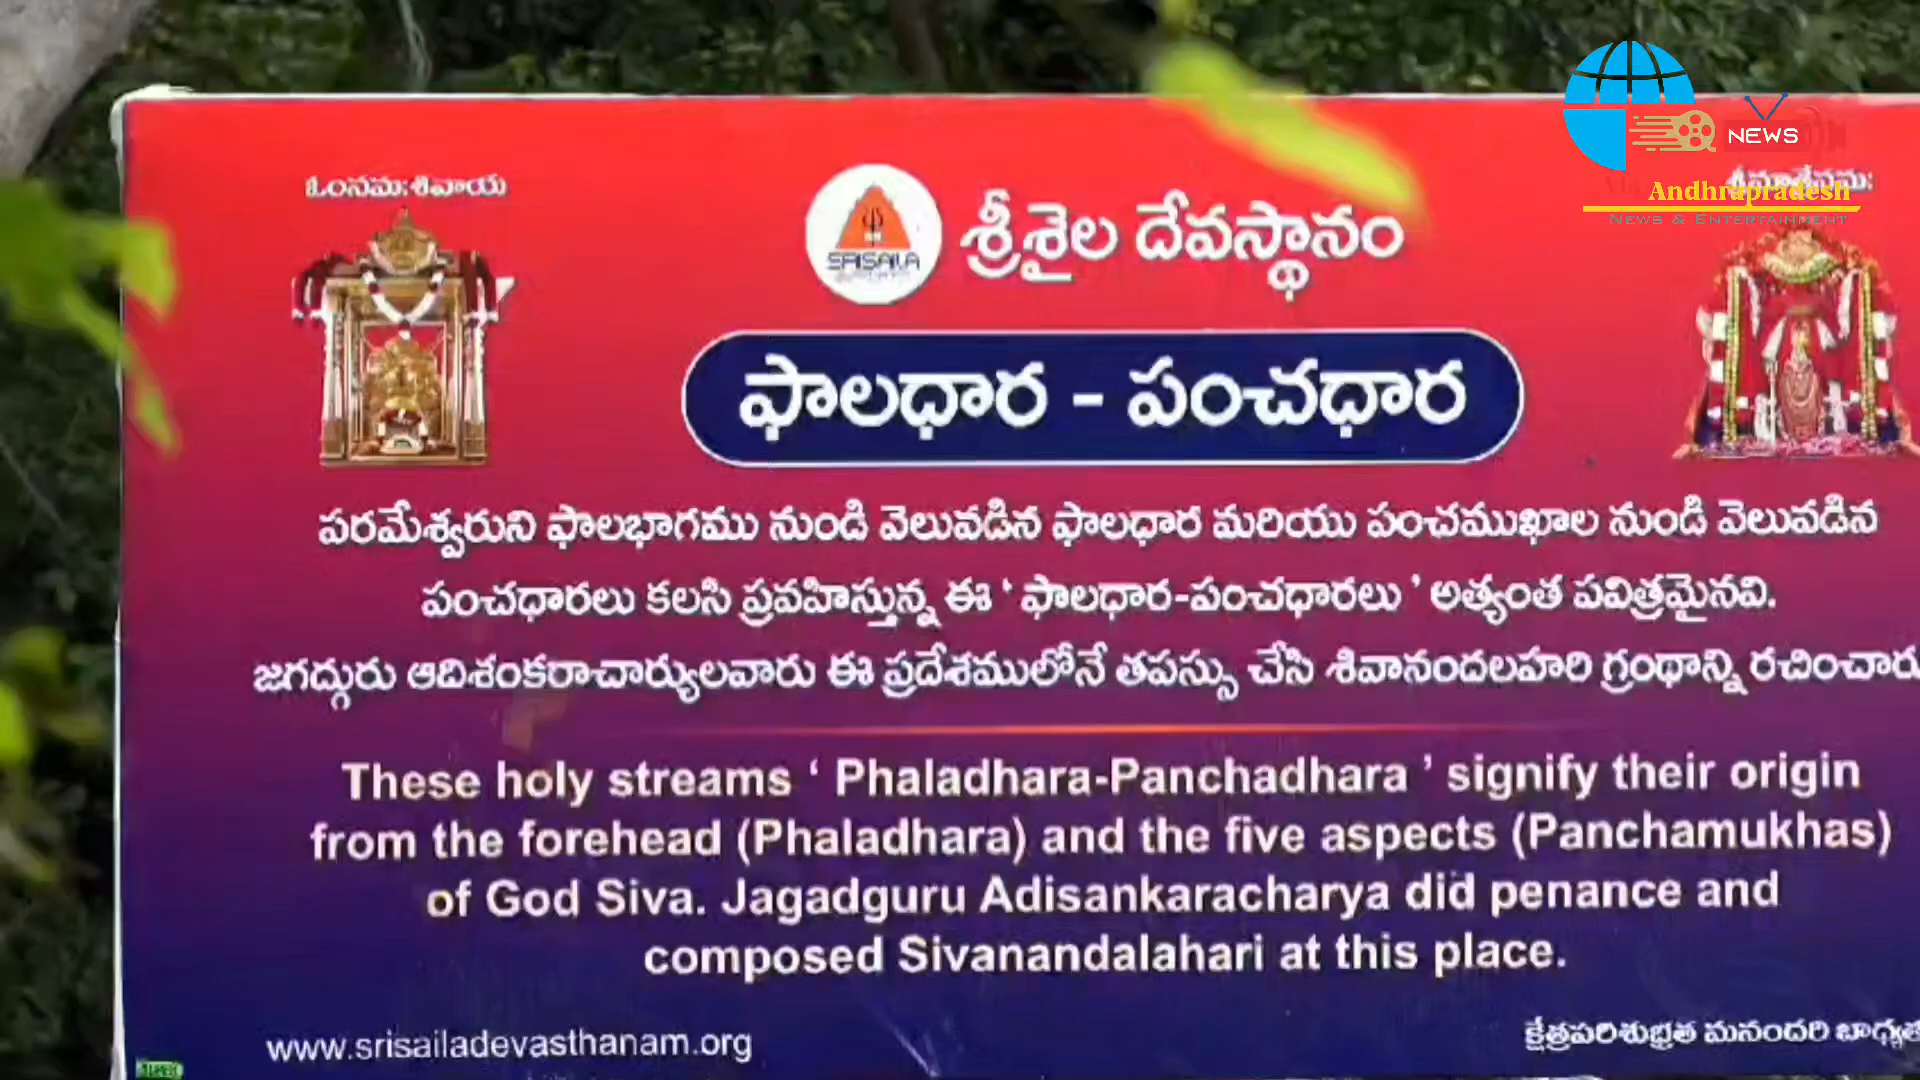 NEWS
Andhrapradesh
NEWS & ENTERTAINMENT
ఓంనమఃశివాయ
SRISAILA
శ్రీశైల దేవస్థానం
ఫాలధార - పంచధార
పరమేశ్వరుని ఫాలభాగము నుండి వెలువడిన ఫాలధార మరియు పంచముఖాల నుండి వెలువడిన
పంచధారలు కలసి ప్రవహిస్తున్న ఈ ‘ ఫాలధార-పంచధారలు ’ అత్యంత పవిత్రమైనవి.
జగద్గురు ఆదిశంకరాచార్యులవారు ఈ ప్రదేశములోనే తపస్సు చేసి శివానందలహరి గ్రంథాన్ని రచించారు
These holy streams ‘ Phaladhara-Panchadhara ’ signify their origin
from the forehead (Phaladhara) and the five aspects (Panchamukhas)
of God Siva. Jagadguru Adisankaracharya did penance and
composed Sivanandalahari at this place.
www.srisailadevasthanam.org
క్షేత్రపరిశుభ్రత మనందరి